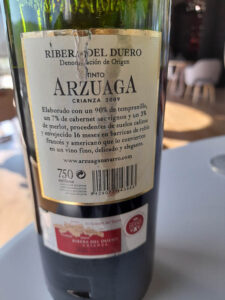 RIBERA DEL DUERO
Denominación de Origen
TINTO
ARZUAGA
CRIANZA 2009
Elaborado con un 90% de tempranillo,
un 7% de cabernet sauvignon y un 3%
de merlot, procedentes de suelos calizos
y envejecido 16 meses en barricas de roble
francés y americano que lo convierten
en un vino fino, delicado y elegante.
www.arzuaganavarro.com
750
RIBERA DEL DUERO
CRIANZA